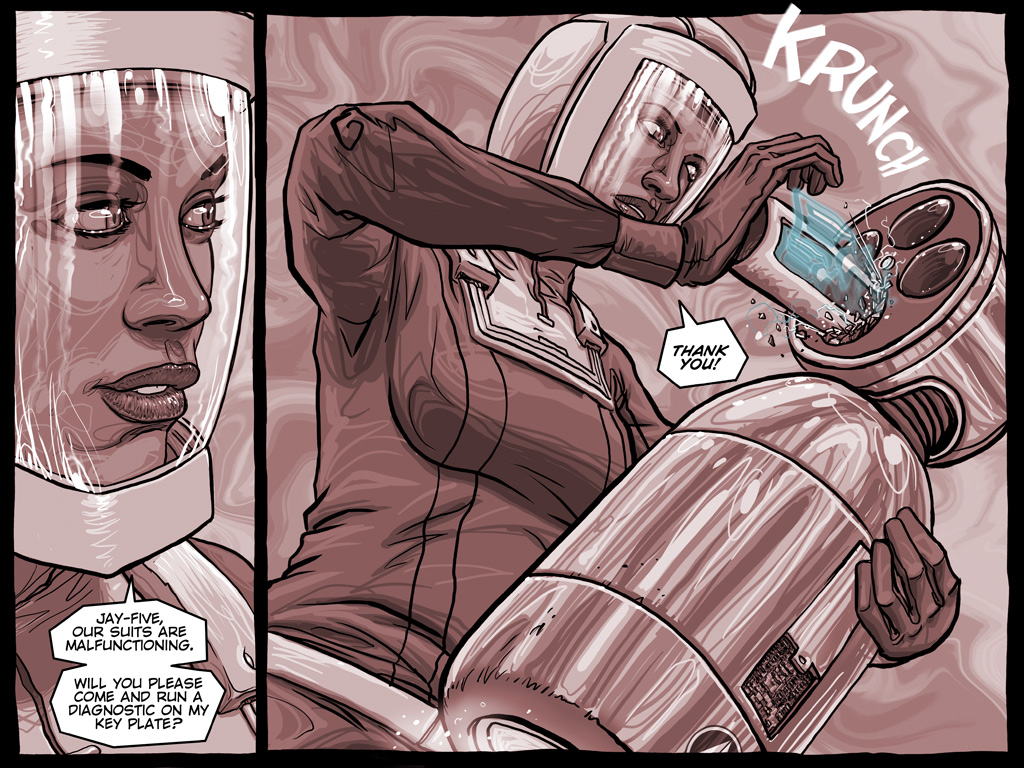 JAY-FIVE,
OUR SUITS ARE
MALFUNCTIONING.
WILL YOU PLEASE
COME AND RUN A
DIAGNOSTIC ON MY
KEY PLATE?
KRUNCH
THANK
YOU!